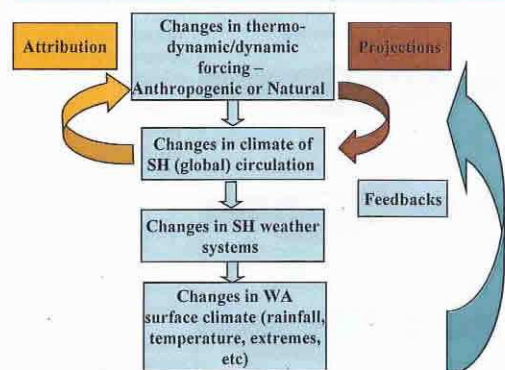 Attribution
Changes in thermo-
dynamic/dynamic
forcing –
Anthropogenic or Natural
Projections
Changes in climate of
SH (global) circulation
Feedbacks
Changes in SH weather
systems
Changes in WA
surface climate (rainfall,
temperature, extremes,
etc)